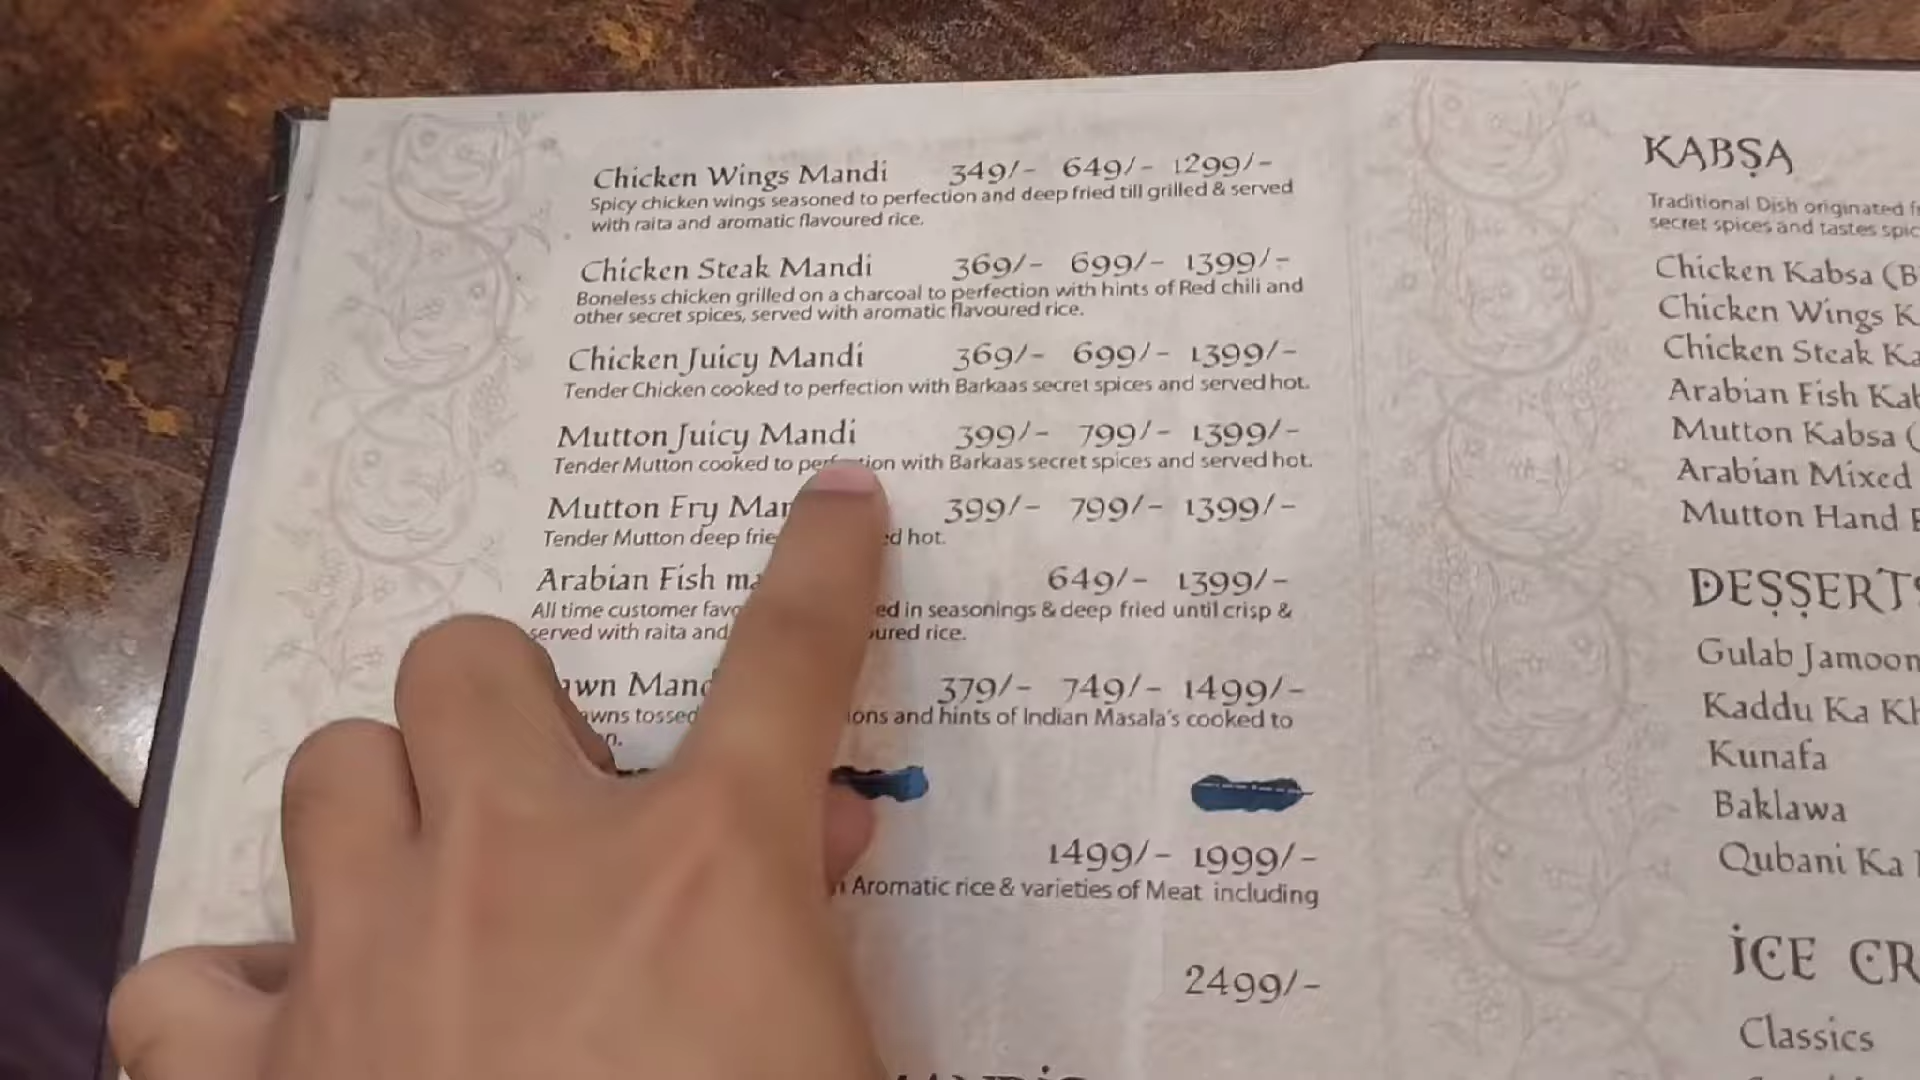 Chicken Wings Mandi 349/- 649/- 1299/-
Spicy chicken wings seasoned to perfection and deep fried till grilled & served
with raita and aromatic flavoured rice.
Chicken Steak Mandi 369/- 699/- 1399/-
Boneless chicken grilled on a charcoal to perfection with hints of Red chili and
other secret spices, served with aromatic flavoured rice.
Chicken Juicy Mandi 369/- 699/- 1399/-
Tender Chicken cooked to perfection with Barkaas secret spices and served hot.
Mutton Juicy Mandi 399/- 799/- 1399/-
Tender Mutton cooked to perfection with Barkaas secret spices and served hot.
Mutton Fry 399/- 799/- 1399/-
Tender Mutton deep hot.
Arabian Fish 649/- 1399/-
All time customer in seasonings & deep fried until crisp &
served with raita and rice.
379/- 749/- 1499/-
tossed and hints of Indian Masala's cooked to
1499/- 1999/-
Aromatic rice & varieties of Meat including
2499/-
KABSA
Traditional Dish originated
secret spices and tastes
Chicken Kabsa
Chicken Wings
Chicken Steak
Arabian Fish
Mutton Kabsa
Arabian Mixed
Mutton Hand
DESSERTS
Gulab Jamoon
Kaddu Ka
Kunafa
Baklawa
Qubani Ka
ICE
Classics